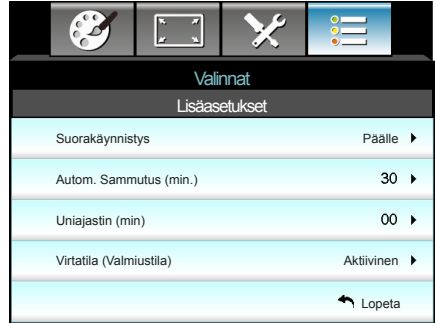 Valinnat
Lisäasetukset
Suorakäynnistys Päälle
Autom. Sammutus (min.) 30
Uniajastin (min) 00
Virtatila (Valmiustila) Aktiivinen
Lopeta